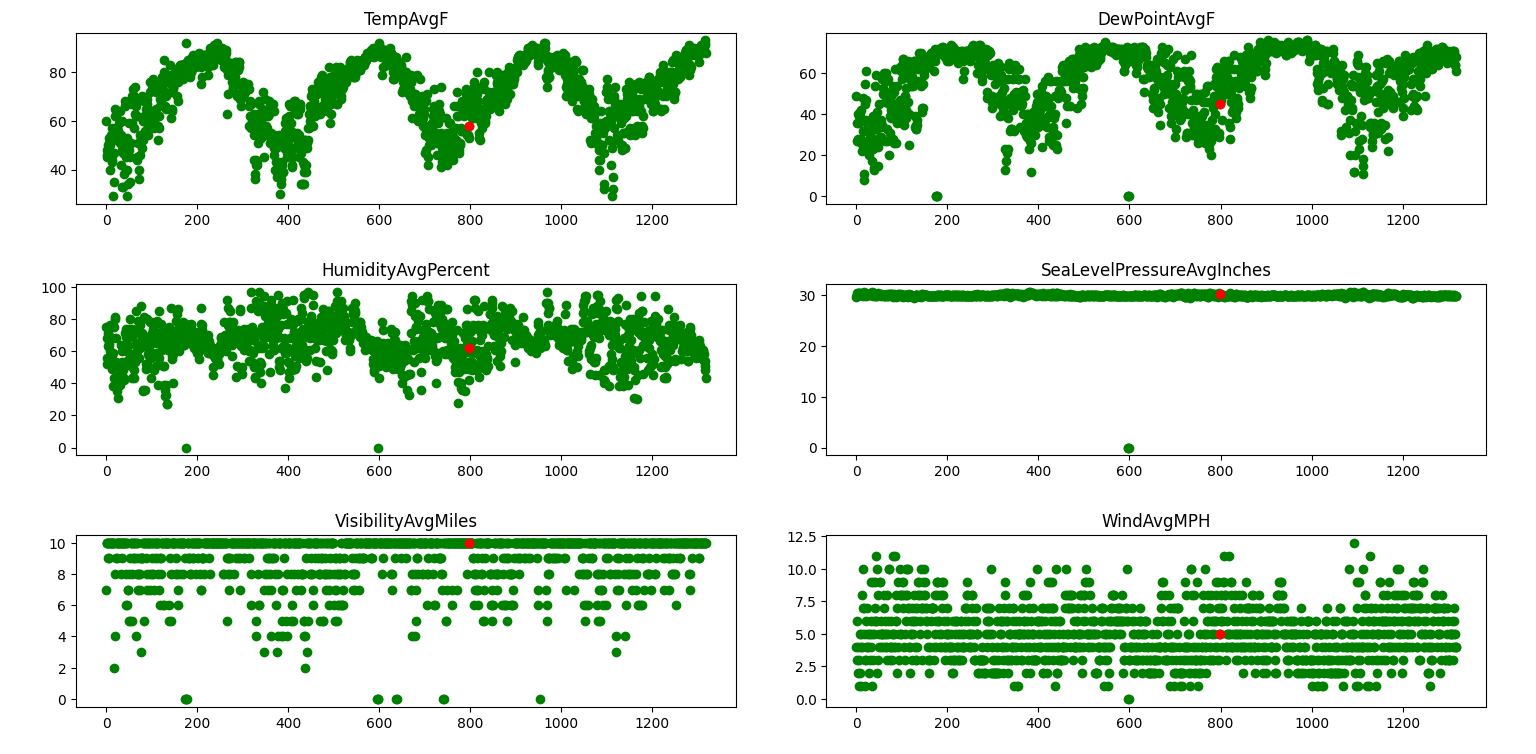 TempAvgF
80
60
40
0 200 400 600 800 1000 1200
DewPointAvgF
60
40
20
0
0 200 400 600 800 1000 1200
HumidityAvgPercent
100
80
60
40
20
0
0 200 400 600 800 1000 1200
SeaLevelPressureAvgInches
30
20
10
0
0 200 400 600 800 1000 1200
VisibilityAvgMiles
10
8
6
4
2
0
0 200 400 600 800 1000 1200
WindAvgMPH
12.5
10.0
7.5
5.0
2.5
0.0
0 200 400 600 800 1000 1200